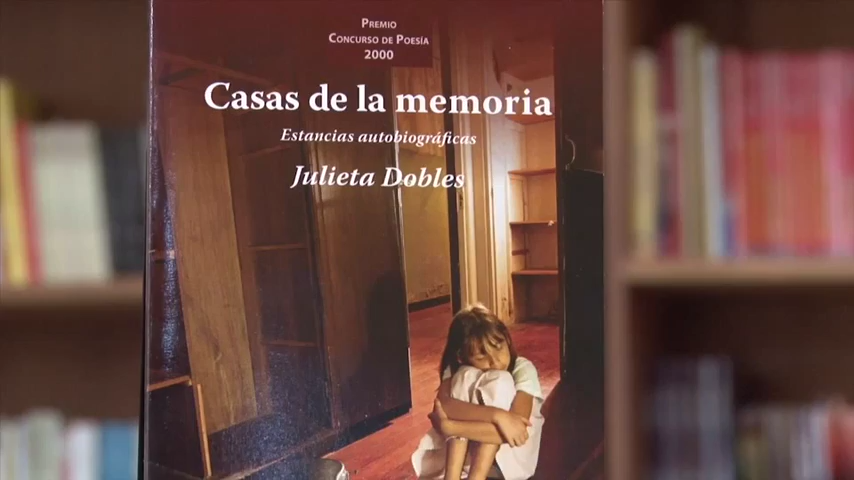 PREMIO
CONCURSO DE POESÍA
2000
Casas de la memoria
Estancias autobiográficas
Julieta Dobles